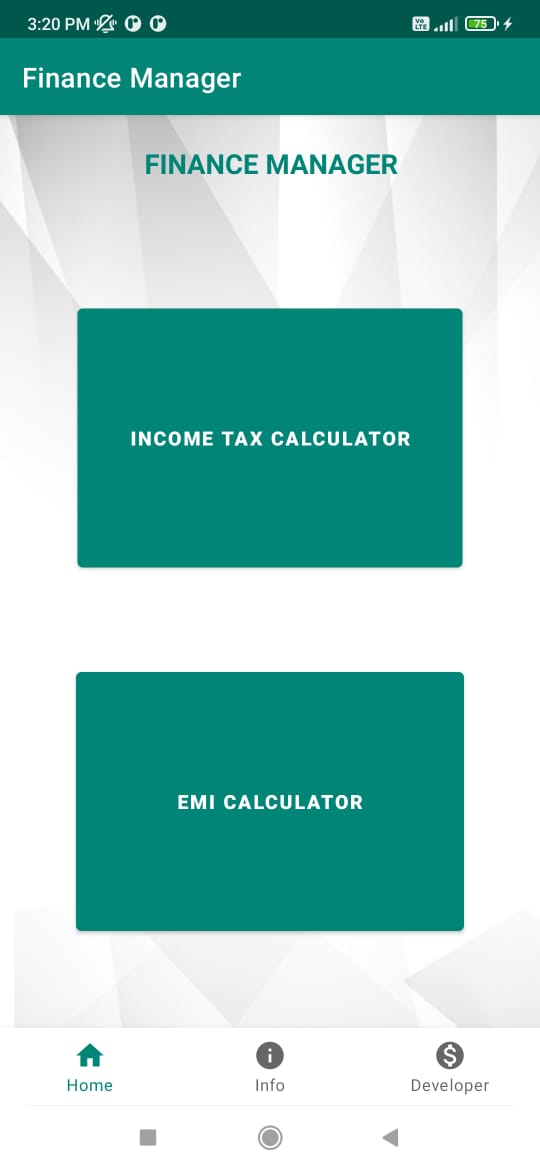 3:20 PM
Vo LTE
75
Finance Manager
FINANCE MANAGER
INCOME TAX CALCULATOR
EMI CALCULATOR
Home
Info
Developer